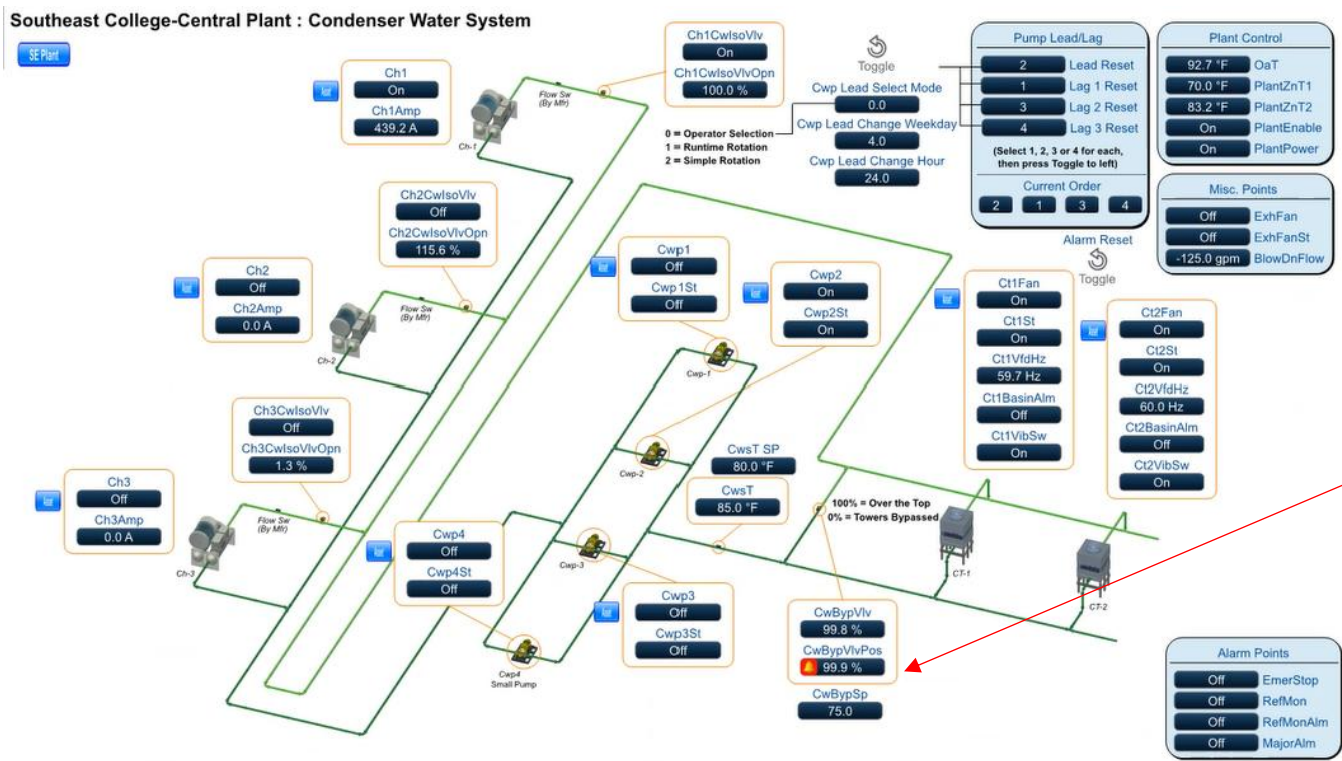 Southeast College-Central Plant : Condenser Water System
SE Plant
Ch1
On
Ch1Amp
439.2 A
Ch-1
Flow Sw
(By Mfr)
Ch1CwIsoVlv
On
Ch1CwIsoVlvOpn
100.0 %
Toggle
Cwp Lead Select Mode
0.0
0 = Operator Selection
1 = Runtime Rotation
2 = Simple Rotation
Cwp Lead Change Weekday
4.0
Cwp Lead Change Hour
24.0
Pump Lead/Lag
2 Lead Reset
1 Lag 1 Reset
3 Lag 2 Reset
4 Lag 3 Reset
(Select 1, 2, 3 or 4 for each,
then press Toggle to left)
Current Order
2 1 3 4
Plant Control
92.7 °F OaT
70.0 °F PlantZnT1
83.2 °F PlantZnT2
On PlantEnable
On PlantPower
Misc. Points
Off ExhFan
Off ExhFanSt
-125.0 gpm BlowDnFlow
Alarm Reset
Toggle
Ch2CwIsoVlv
Off
Ch2CwIsoVlvOpn
115.6 %
Ch2
Off
Ch2Amp
0.0 A
Ch-2
Flow Sw
(By Mfr)
Cwp1
Off
Cwp1St
Off
Cwp-1
Cwp2
On
Cwp2St
On
Cwp-2
Ct1Fan
On
Ct1St
On
Ct1VfdHz
59.7 Hz
Ct1BasinAlm
Off
Ct1VibSw
On
Ct2Fan
On
Ct2St
On
Ct2VfdHz
60.0 Hz
Ct2BasinAlm
Off
Ct2VibSw
On
Ch3CwIsoVlv
Off
Ch3CwIsoVlvOpn
1.3 %
Ch3
Off
Ch3Amp
0.0 A
Ch-3
Flow Sw
(By Mfr)
CwsT SP
80.0 °F
CwsT
85.0 °F
100% = Over the Top
0% = Towers Bypassed
CT-1
CT-2
Cwp4
Off
Cwp4St
Off
Cwp-3
Cwp3
Off
Cwp3St
Off
Cwp4
Small Pump
CwBypVlv
99.8 %
CwBypVlvPos
99.9 %
CwBypSp
75.0
Alarm Points
Off EmerStop
Off RefMon
Off RefMonAlm
Off MajorAlm